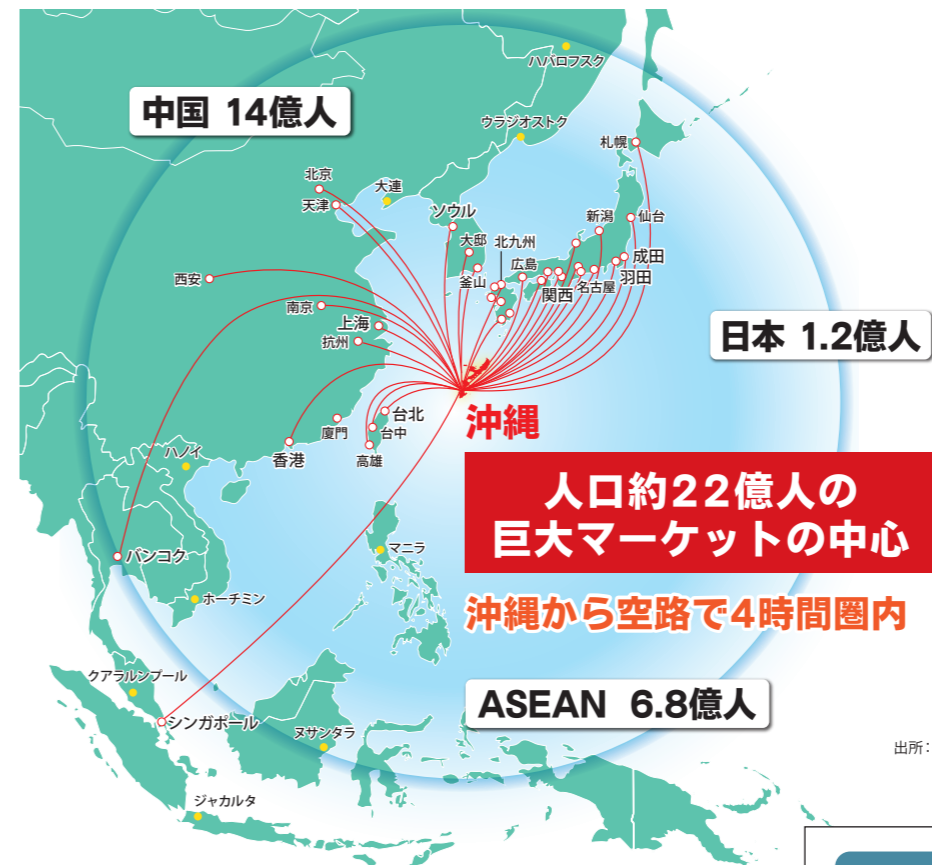 ハバロフスク
中国 14億人
ウラジオストク
札幌
北京
大連
天津
ソウル
新潟
仙台
大邱
北九州
成田
広島
羽田
西安
釜山
関西
名古屋
南京
上海
杭州
日本 1.2億人
台北
沖縄
厦門
台中
ハノイ
香港
高雄
人口約22億人の
巨大マーケットの中心
バンコク
マニラ
ホーチミン
沖縄から空路で4時間圏内
クアラルンプール
シンガポール
ASEAN 6.8億人
ヌサンタラ
出所：
ジャカルタ